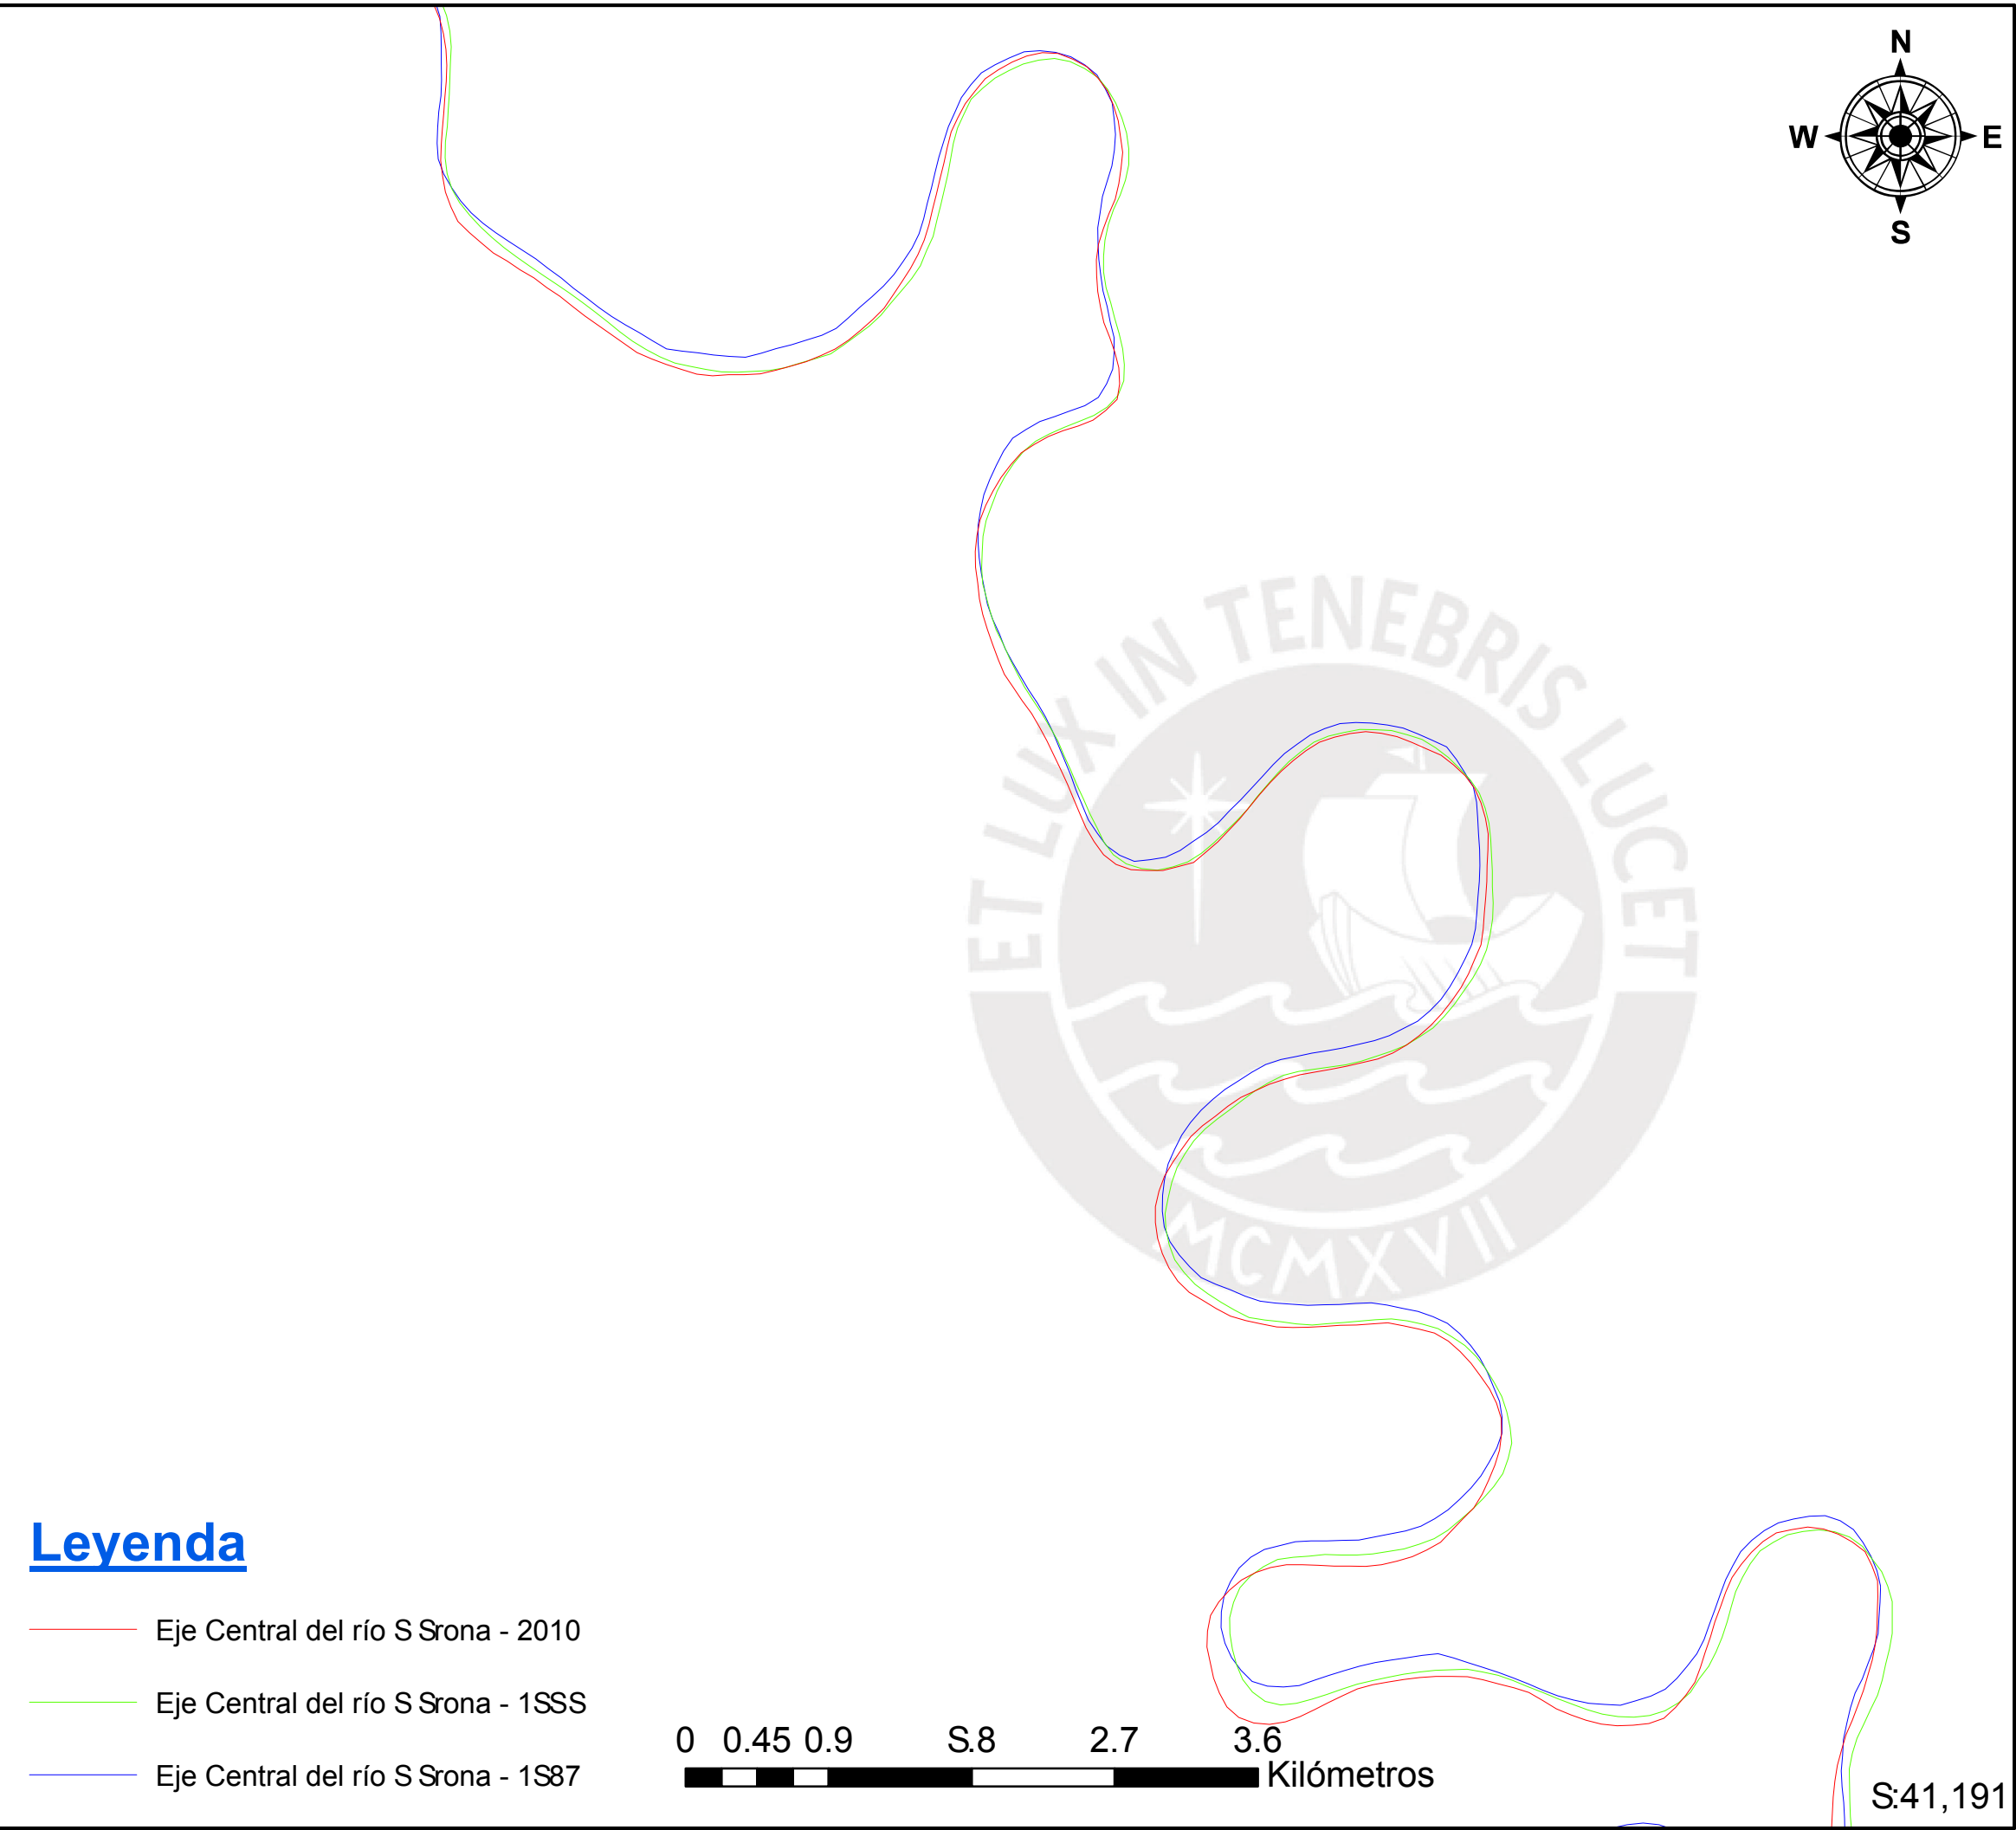 N
W E
S
ET LUX IN TENEBRIS LUCET
MCMXVII
Leyenda
Eje Central del río S Srona - 2010
Eje Central del río S Srona - 1SSS
Eje Central del río S Srona - 1S87
0 0.45 0.9 S.8 2.7 3.6
Kilómetros
S:41,191